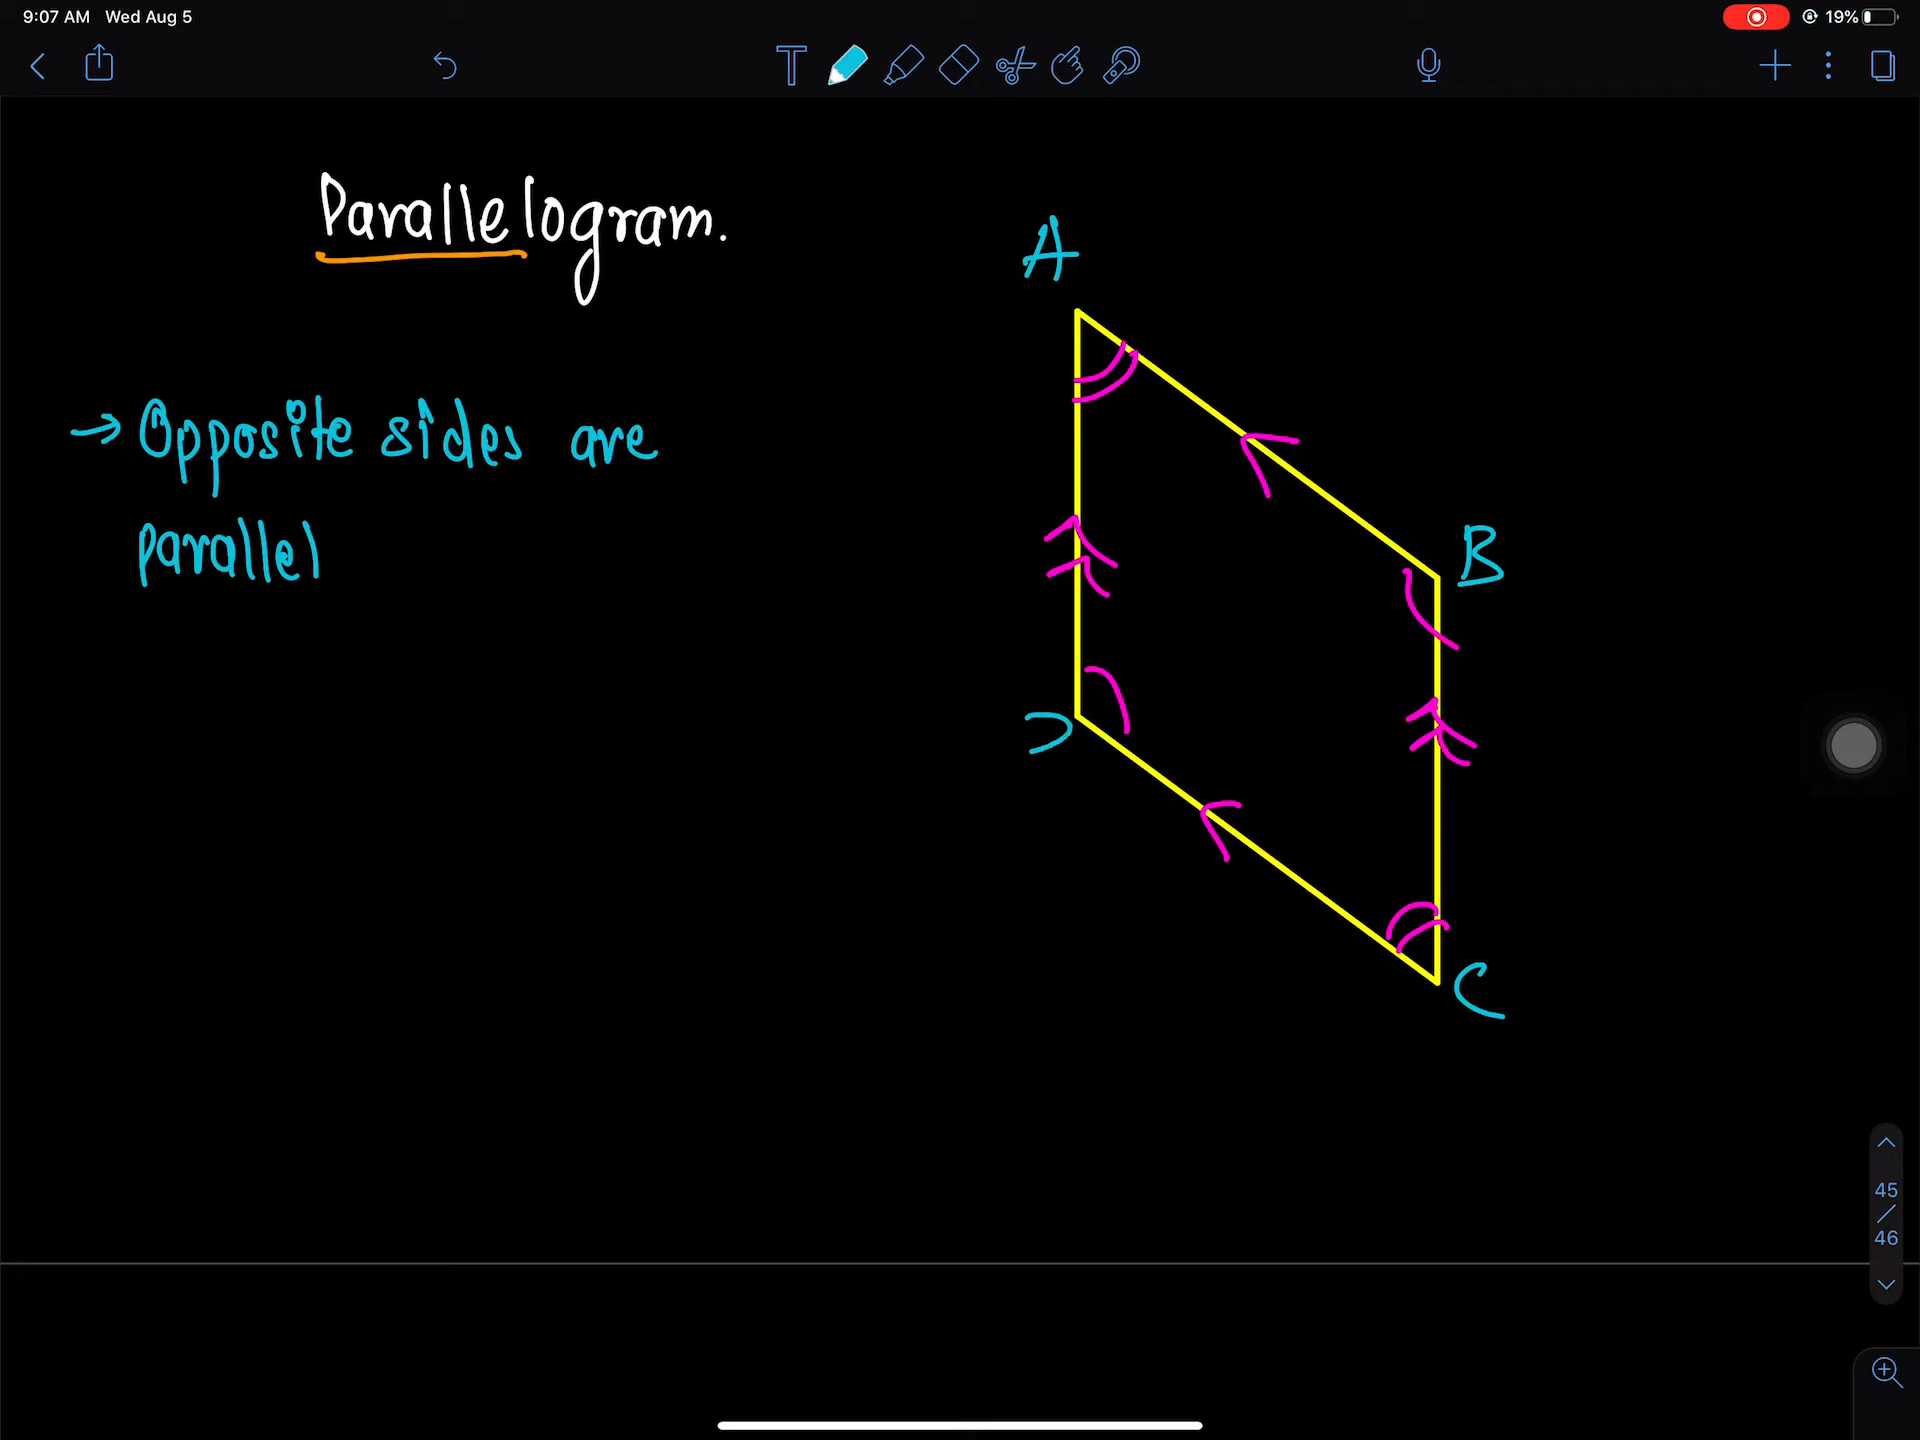 9:07 AM Wed Aug 5
19%
T
Parallelogram.
A
→ Opposite sides are
parallel
B
D
C
45
/
46